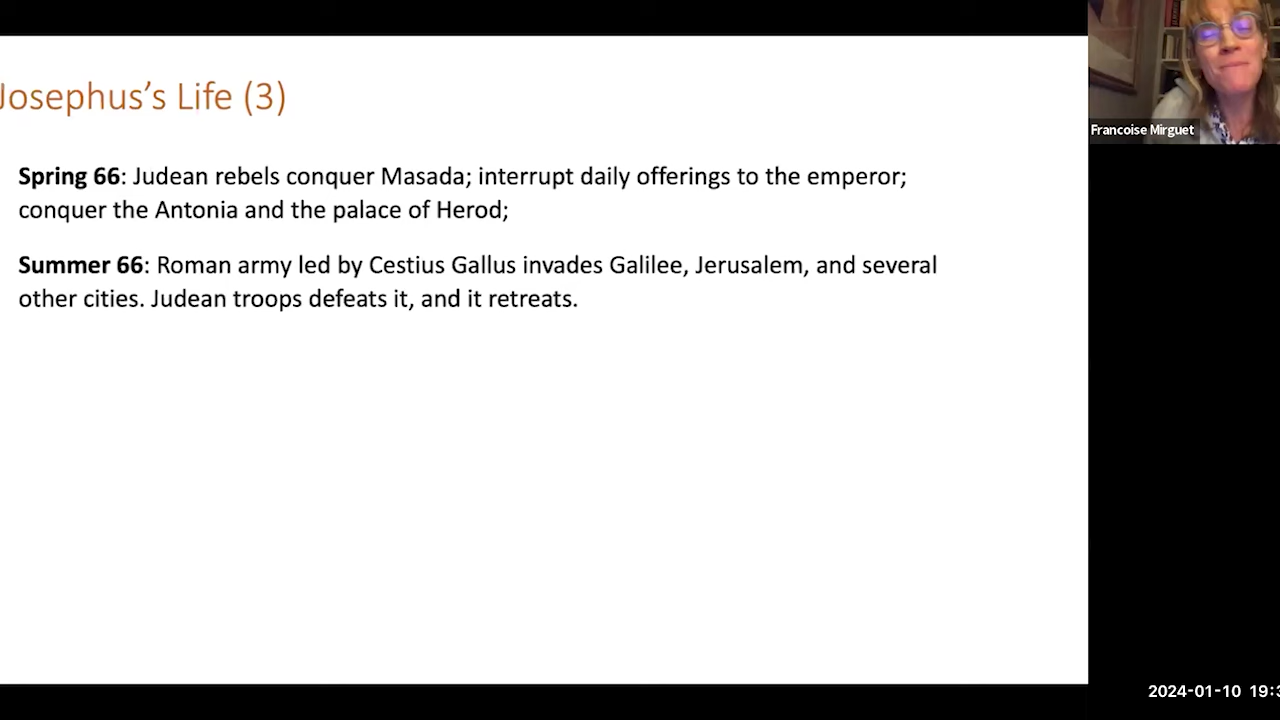 Josephus's Life (3)
Spring 66: Judean rebels conquer Masada; interrupt daily offerings to the emperor;
conquer the Antonia and the palace of Herod;
Summer 66: Roman army led by Cestius Gallus invades Galilee, Jerusalem, and several
other cities. Judean troops defeats it, and it retreats.
Francoise Mirguet
2024-01-10 19:3